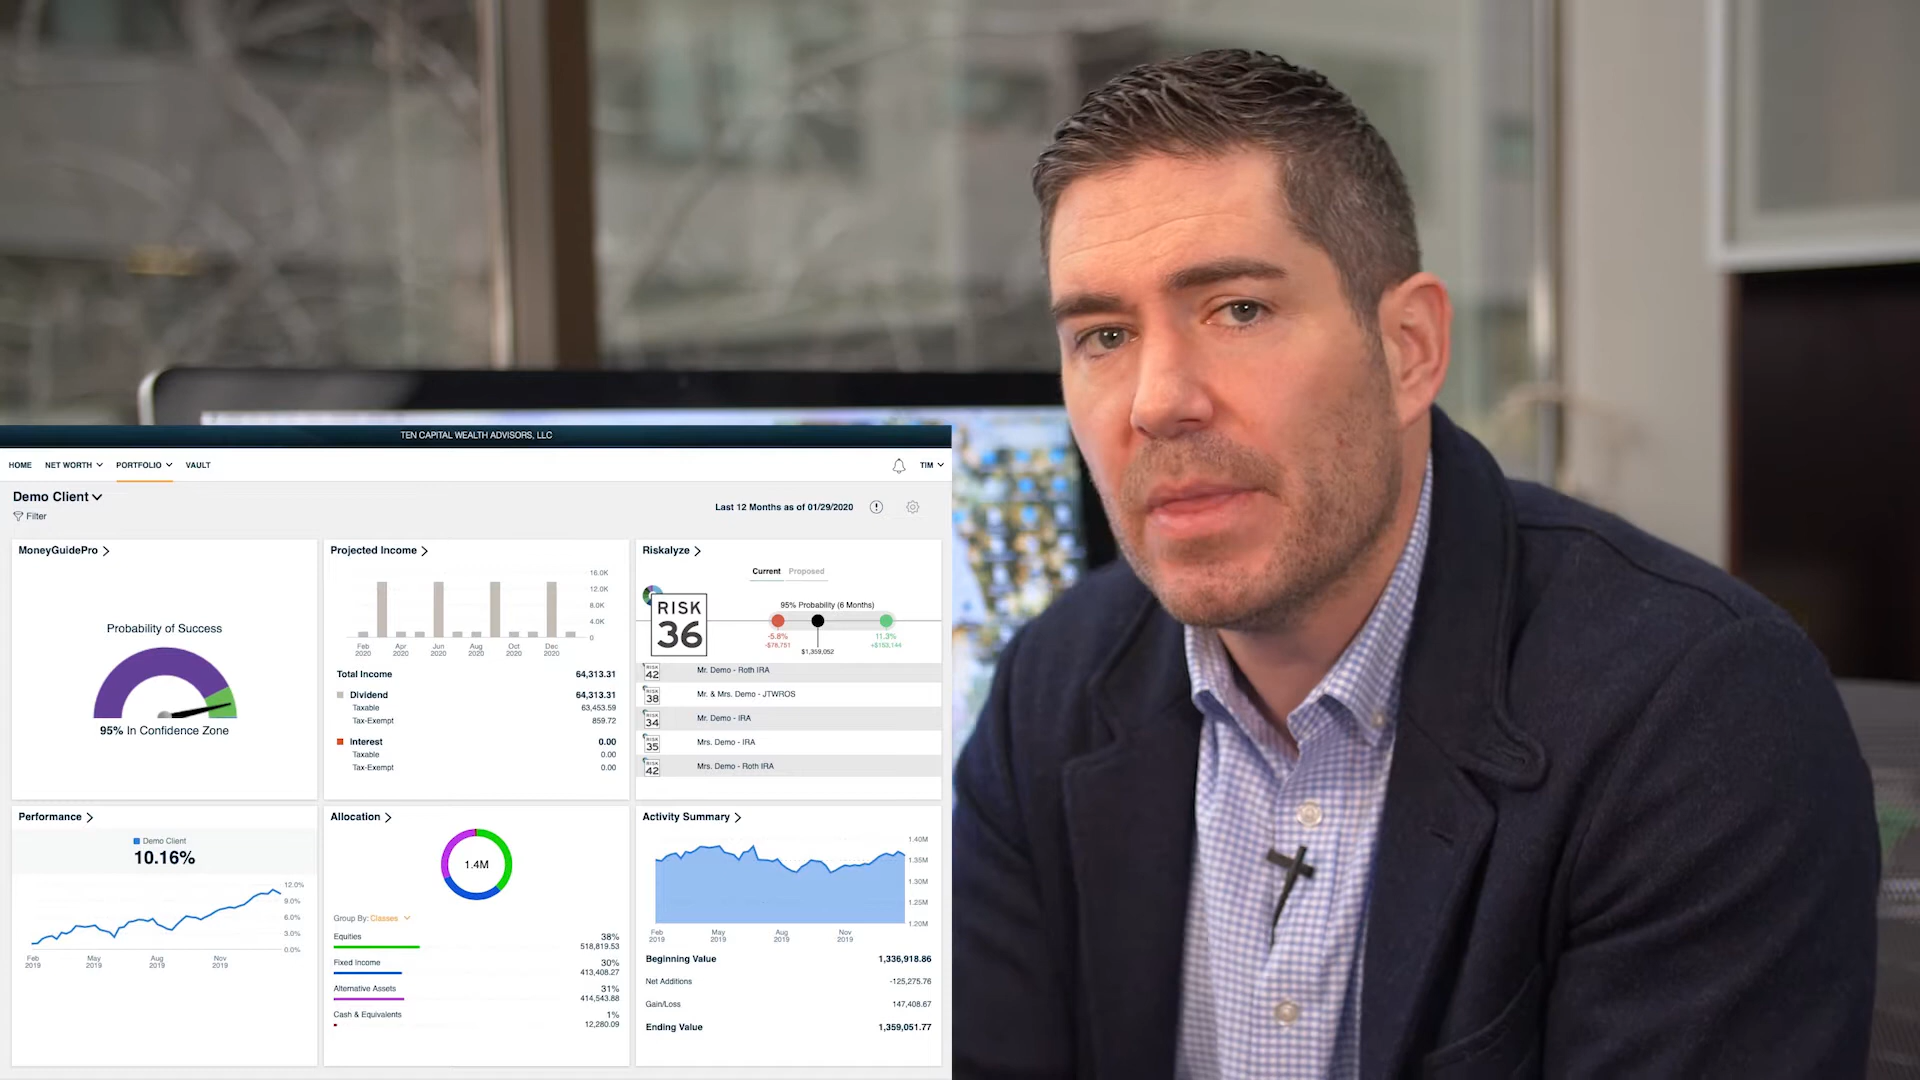 TEN CAPITAL WEALTH ADVISORS, LLC
HOME NET WORTH PORTFOLIO VAULT TIM
Demo Client
Filter
Last 12 Months as of 01/29/2020
MoneyGuidePro
Probability of Success
95% In Confidence Zone
Projected Income
16.0K
12.0K
8.0K
4.0K
0
Feb 2020 Apr 2020 Jun 2020 Aug 2020 Oct 2020 Dec 2020
Total Income 64,313.31
Dividend 64,313.31
Taxable 63,453.59
Tax-Exempt 859.72
Interest 0.00
Taxable 0.00
Tax-Exempt 0.00
Riskalyze
Current Proposed
RISK
36
95% Probability (6 Months)
-5.8% 11.3%
-$78,751 +$153,144
$1,359,052
RISK 42 Mr. Demo - Roth IRA
RISK 38 Mr. & Mrs. Demo - JTWROS
RISK 34 Mr. Demo - IRA
RISK 35 Mrs. Demo - IRA
RISK 42 Mrs. Demo - Roth IRA
Performance
Demo Client
10.16%
12.0%
9.0%
6.0%
3.0%
0.0%
Feb 2019 May 2019 Aug 2019 Nov 2019
Allocation
1.4M
Group By: Classes
Equities 38%
518,819.53
Fixed Income 30%
413,408.27
Alternative Assets 31%
414,543.88
Cash & Equivalents 1%
12,280.09
Activity Summary
1.40M
1.35M
1.30M
1.25M
1.20M
Feb 2019 May 2019 Aug 2019 Nov 2019
Beginning Value 1,336,918.86
Net Additions -125,275.76
Gain/Loss 147,408.67
Ending Value 1,359,051.77